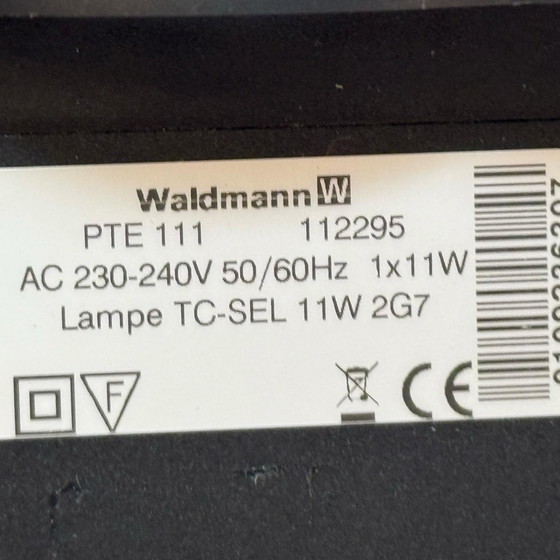 Waldmann W
PTE 111 112295
AC 230-240V 50/60Hz 1x11W
Lampe TC-SEL 11W 2G7
F
CE